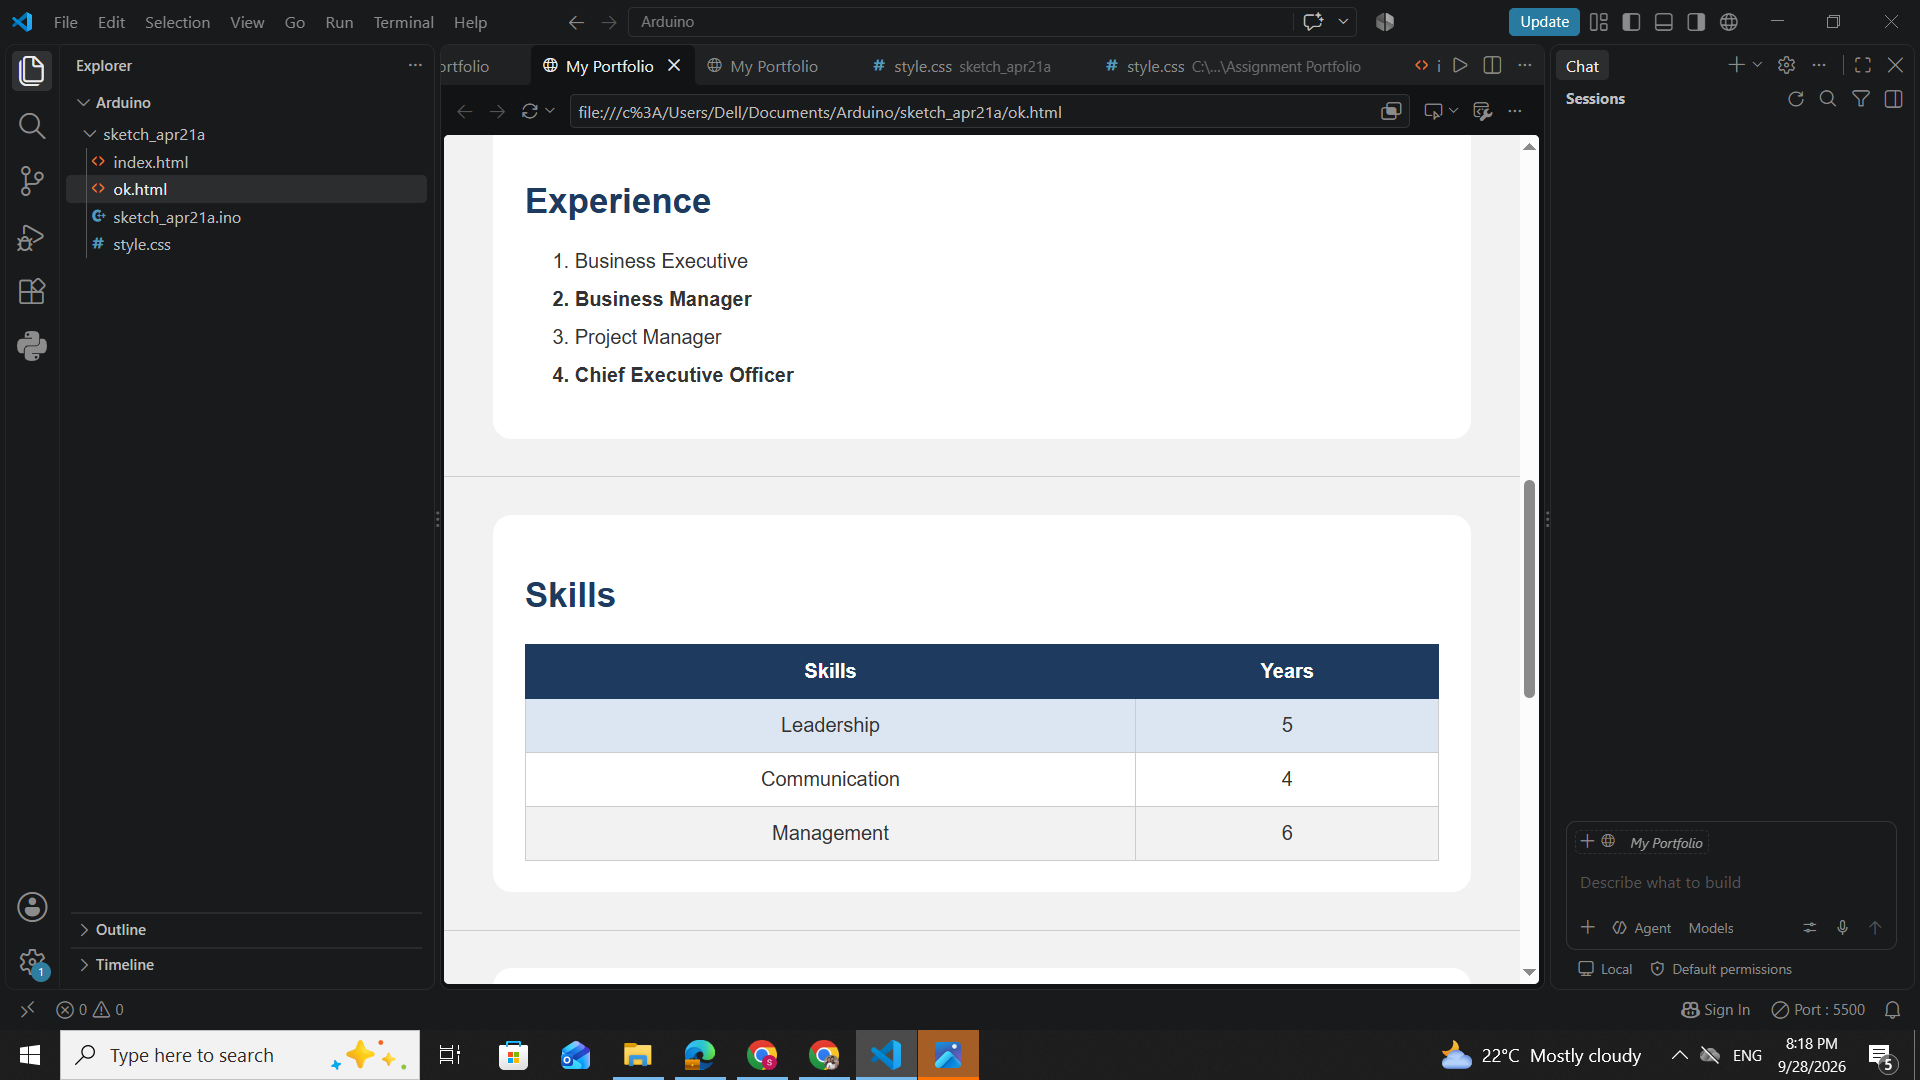 File Edit Selection View Go Run Terminal Help
Arduino
Update
Explorer
Arduino
sketch_apr21a
index.html
ok.html
sketch_apr21a.ino
style.css
Outline
Timeline
ortfolio
My Portfolio
My Portfolio
# style.css sketch_apr21a
# style.css C:\...\Assignment Portfolio
i
file:///c%3A/Users/Dell/Documents/Arduino/sketch_apr21a/ok.html
Experience
1. Business Executive
2. Business Manager
3. Project Manager
4. Chief Executive Officer
Skills
Skills Years
Leadership 5
Communication 4
Management 6
Chat
Sessions
My Portfolio
Describe what to build
Agent Models
Local Default permissions
1
0 0
Sign In Port : 5500
Type here to search
22°C Mostly cloudy
ENG
8:18 PM
9/28/2026
5